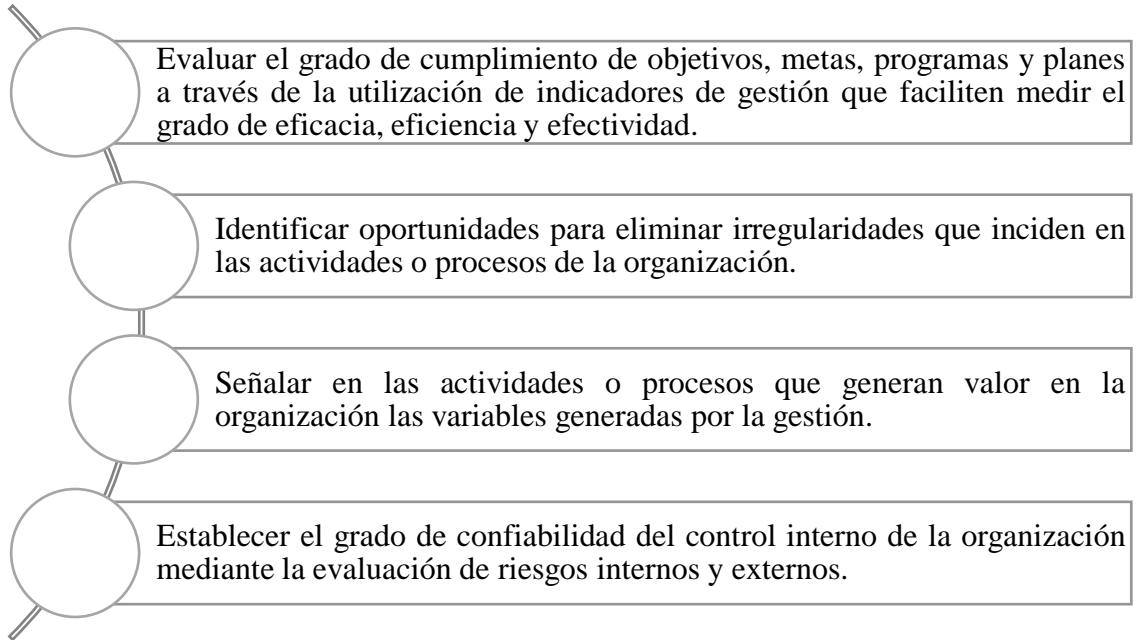 Evaluar el grado de cumplimiento de objetivos, metas, programas y planes
a través de la utilización de indicadores de gestión que faciliten medir el
grado de eficacia, eficiencia y efectividad.
Identificar oportunidades para eliminar irregularidades que inciden en
las actividades o procesos de la organización.
Señalar en las actividades o procesos que generan valor en la
organización las variables generadas por la gestión.
Establecer el grado de confiabilidad del control interno de la organización
mediante la evaluación de riesgos internos y externos.